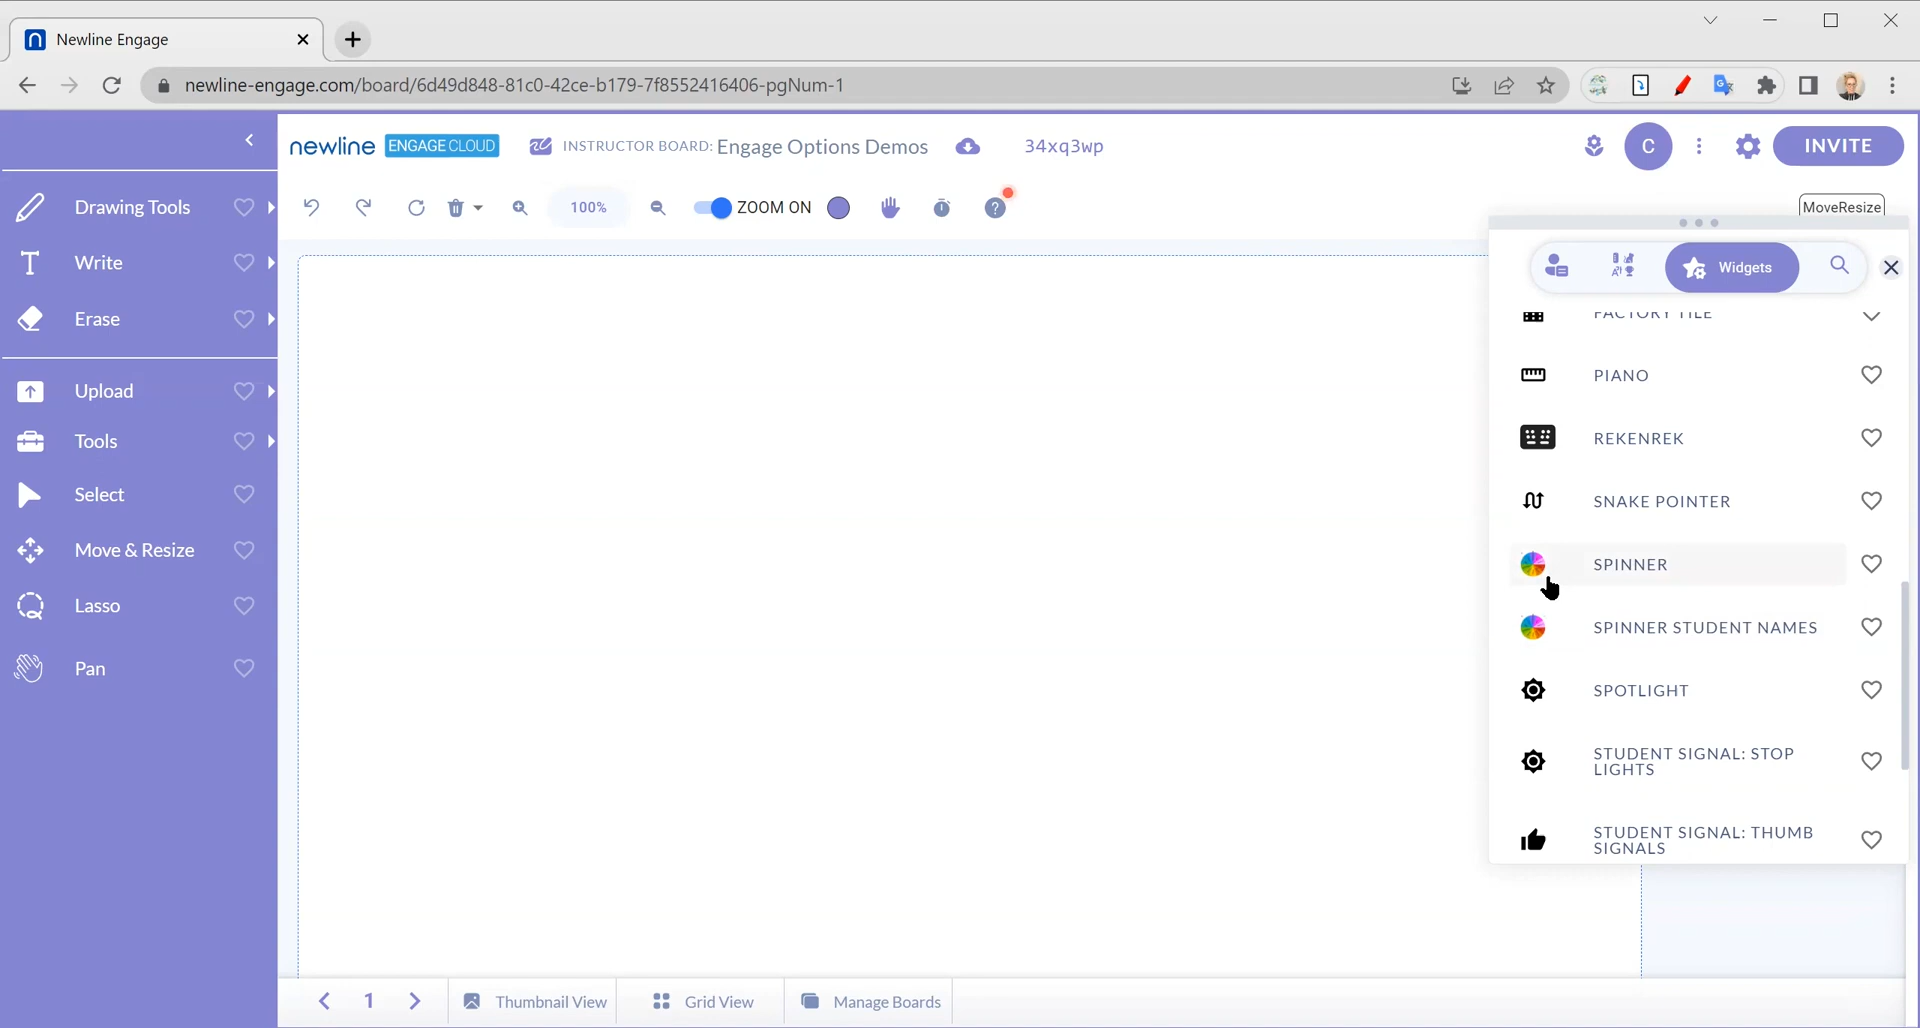 Newline Engage
newline-engage.com/board/6d49d848-81c0-42ce-b179-7f8552416406-pgNum-1
newline ENGAGE CLOUD INSTRUCTOR BOARD: Engage Options Demos 34xq3wp C INVITE
100% ZOOM ON MoveResize
Drawing Tools
Write
Erase
Upload
Tools
Select
Move & Resize
Lasso
Pan
Widgets
FACTORY TILE
PIANO
REKENREK
SNAKE POINTER
SPINNER
SPINNER STUDENT NAMES
SPOTLIGHT
STUDENT SIGNAL: STOP
LIGHTS
STUDENT SIGNAL: THUMB
SIGNALS
1 Thumbnail View Grid View Manage Boards